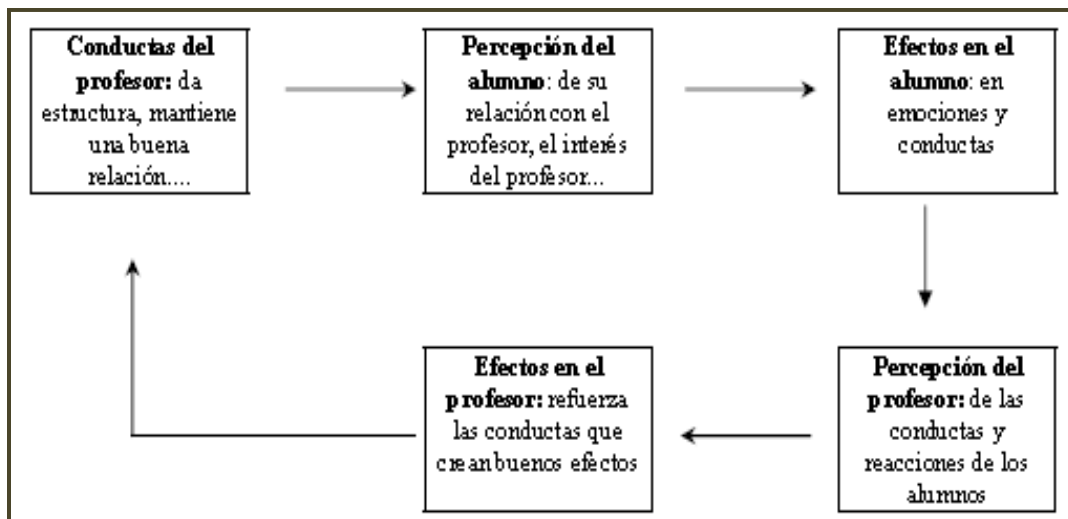 Conductas del
profesor: da
estructura, mantiene
una buena
relación....
Percepción del
alumno: de su
relación con el
profesor, el interés
del profesor...
Efectos en el
alumno: en
emociones y
conductas
Percepción del
profesor: de las
conductas y
reacciones de los
alumnos
Efectos en el
profesor: refuerza
las conductas que
crean buenos efectos